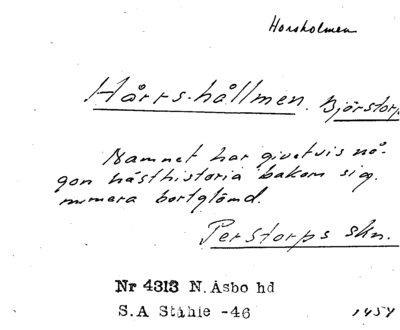 Horsholmen
Hårrs-hållmen. Björstorp
Namnet har givetvis nå-
gon hästhistoria bakom sig,
numera bortglömd.
Perstorps skn.
Nr 4313 N. Åsbo hd
S.A Ståhle -46 1454